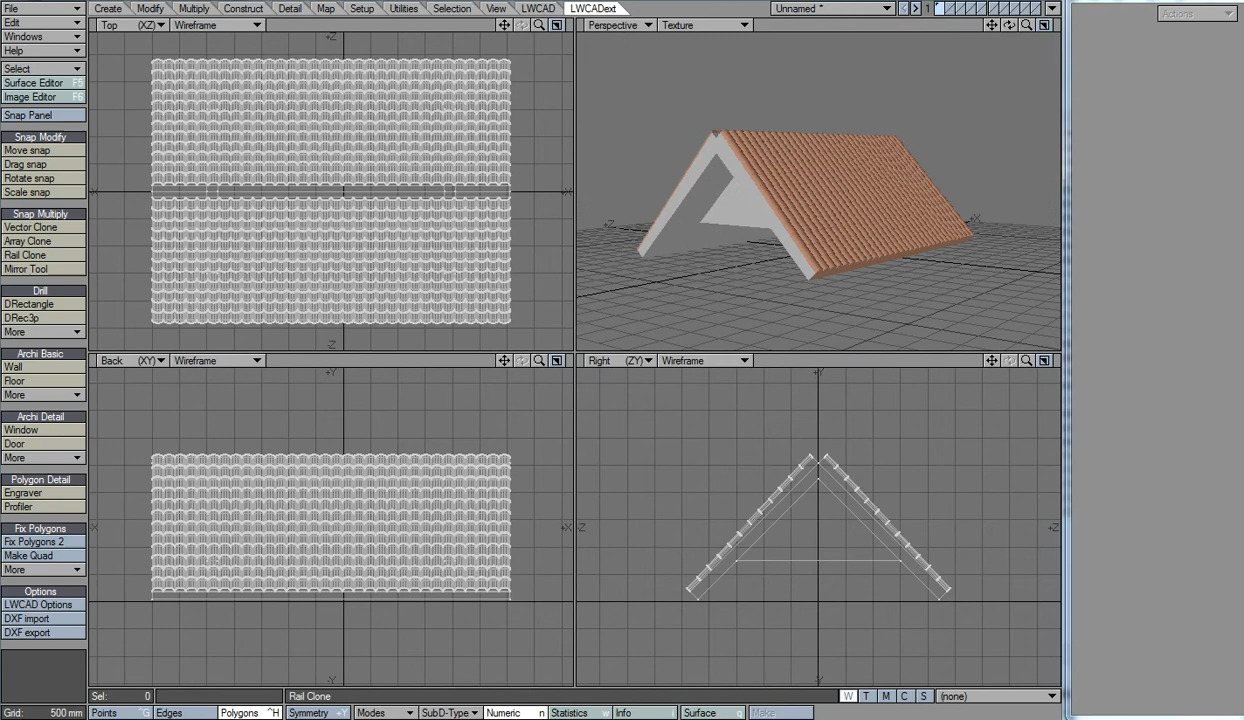 File Create Modify Multiply Construct Detail Map Setup Utilities Selection View LWCAD LWCADext Unnamed * 1
Edit
Windows
Help
Select
Surface Editor F5
Image Editor F6
Snap Panel
Snap Modify
Move snap
Drag snap
Rotate snap
Scale snap
Snap Multiply
Vector Clone
Array Clone
Rail Clone
Mirror Tool
Drill
DRectangle
DRec3p
More
Archi Basic
Wall
Floor
More
Archi Detail
Window
Door
More
Polygon Detail
Engraver
Profiler
Fix Polygons
Fix Polygons 2
Make Quad
More
Options
LWCAD Options
DXF import
DXF export
Top (XZ) Wireframe
+Z
-Z
Perspective Texture
-Z
+X
Back (XY) Wireframe
+Y
-Y
Right (ZY) Wireframe
+Y
-Z +Z
-Y
Actions
Sel: 0 Rail Clone W T M C S (none)
Grid: 500 mm Points ^G Edges Polygons ^H Symmetry +Y Modes SubD-Type Numeric n Statistics w Info i Surface q Make